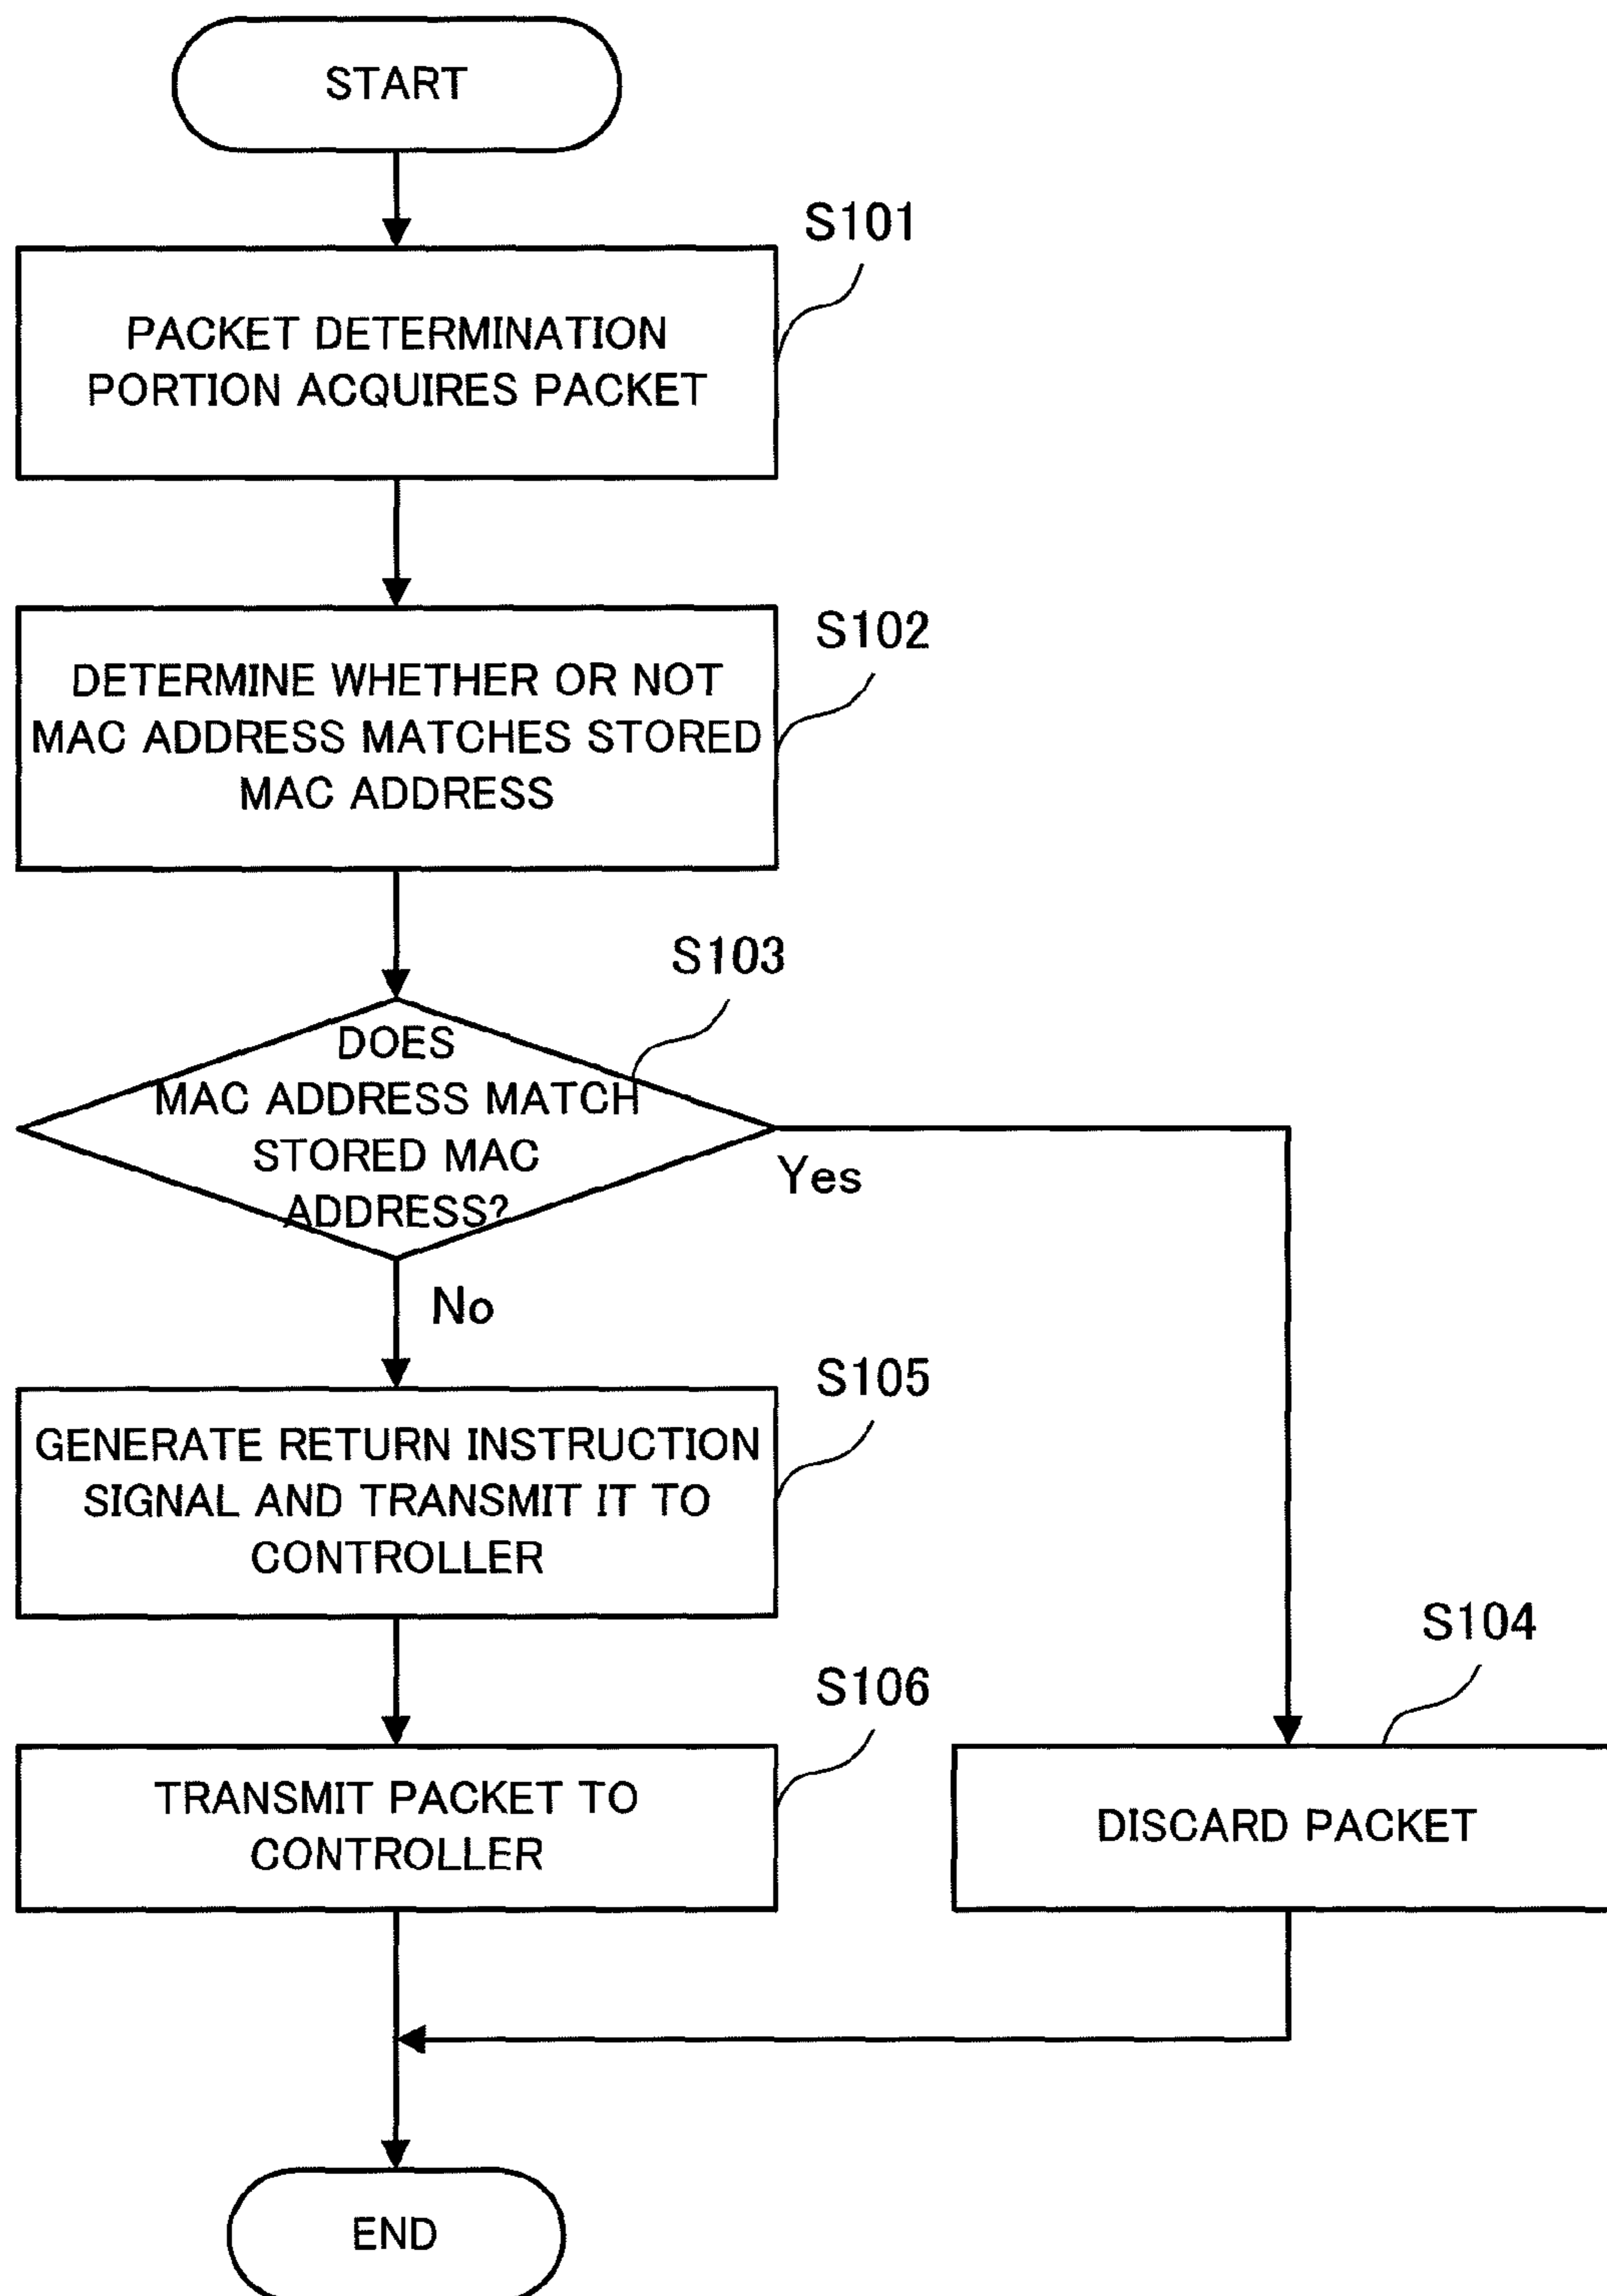 START
S101
PACKET DETERMINATION
PORTION ACQUIRES PACKET
S102
DETERMINE WHETHER OR NOT
MAC ADDRESS MATCHES STORED
MAC ADDRESS
S103
DOES
MAC ADDRESS MATCH
STORED MAC
ADDRESS?
Yes
No
S105
GENERATE RETURN INSTRUCTION
SIGNAL AND TRANSMIT IT TO
CONTROLLER
S104
S106
TRANSMIT PACKET TO
CONTROLLER
DISCARD PACKET
END